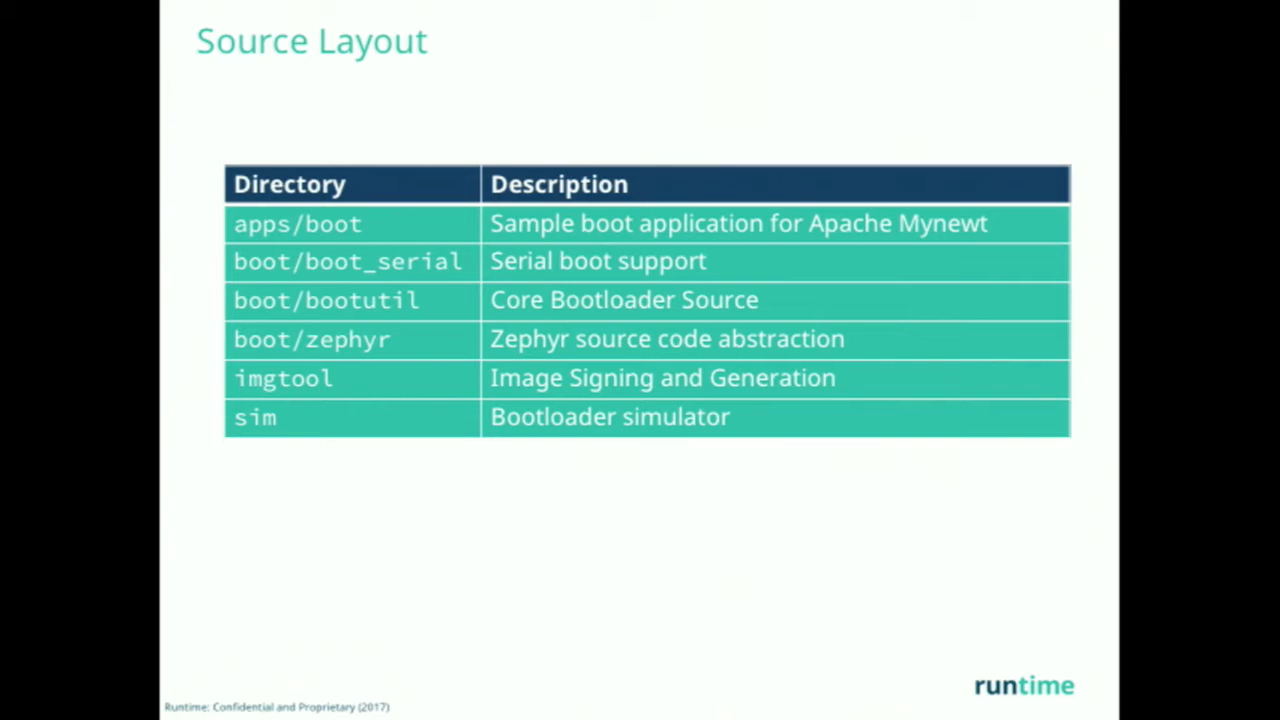 Source Layout
Directory Description
apps/boot Sample boot application for Apache Mynewt
boot/boot_serial Serial boot support
boot/bootutil Core Bootloader Source
boot/zephyr Zephyr source code abstraction
imgtool Image Signing and Generation
sim Bootloader simulator
runtime
Runtime: Confidential and Proprietary (2017)